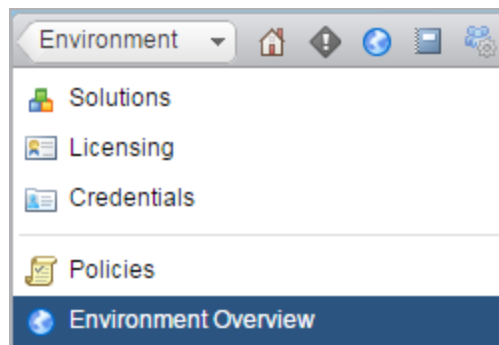 Environment
Solutions
Licensing
Credentials
Policies
Environment Overview